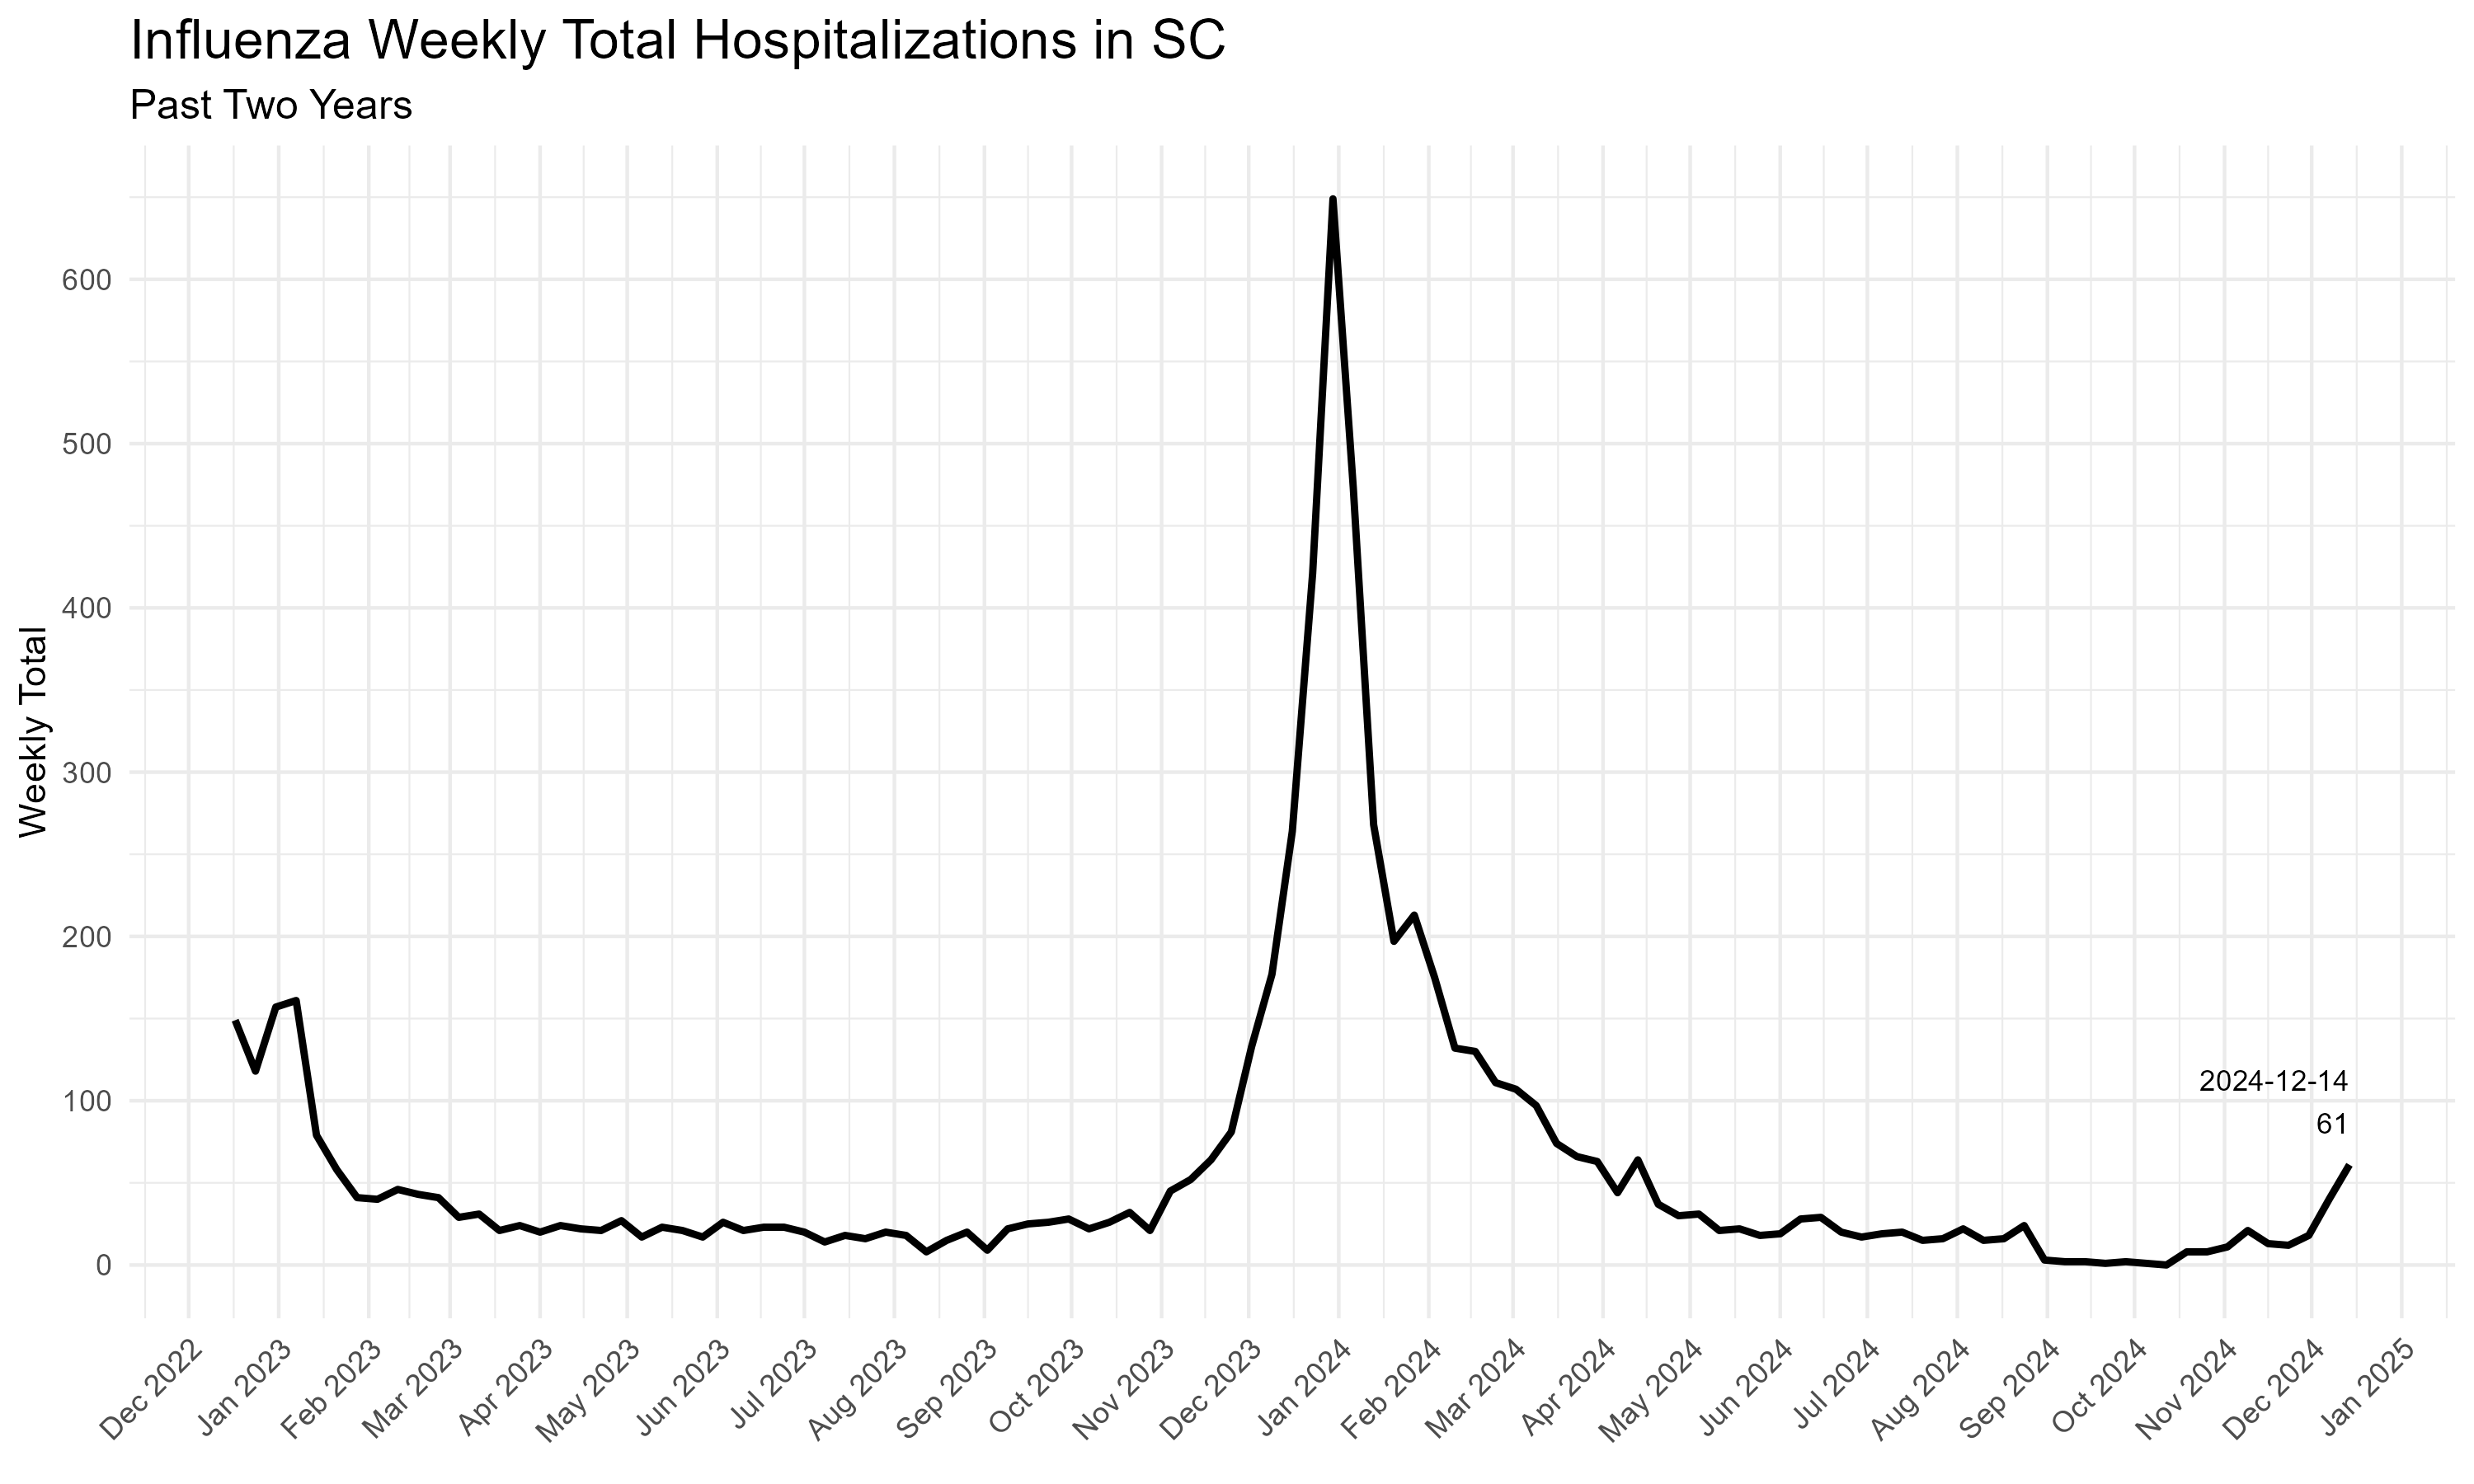 Influenza Weekly Total Hospitalizations in SC
Past Two Years
Weekly Total
600
500
400
300
200
100
0
2024-12-14
61
Dec 2022
Jan 2023
Feb 2023
Mar 2023
Apr 2023
May 2023
Jun 2023
Jul 2023
Aug 2023
Sep 2023
Oct 2023
Nov 2023
Dec 2023
Jan 2024
Feb 2024
Mar 2024
Apr 2024
May 2024
Jun 2024
Jul 2024
Aug 2024
Sep 2024
Oct 2024
Nov 2024
Dec 2024
Jan 2025